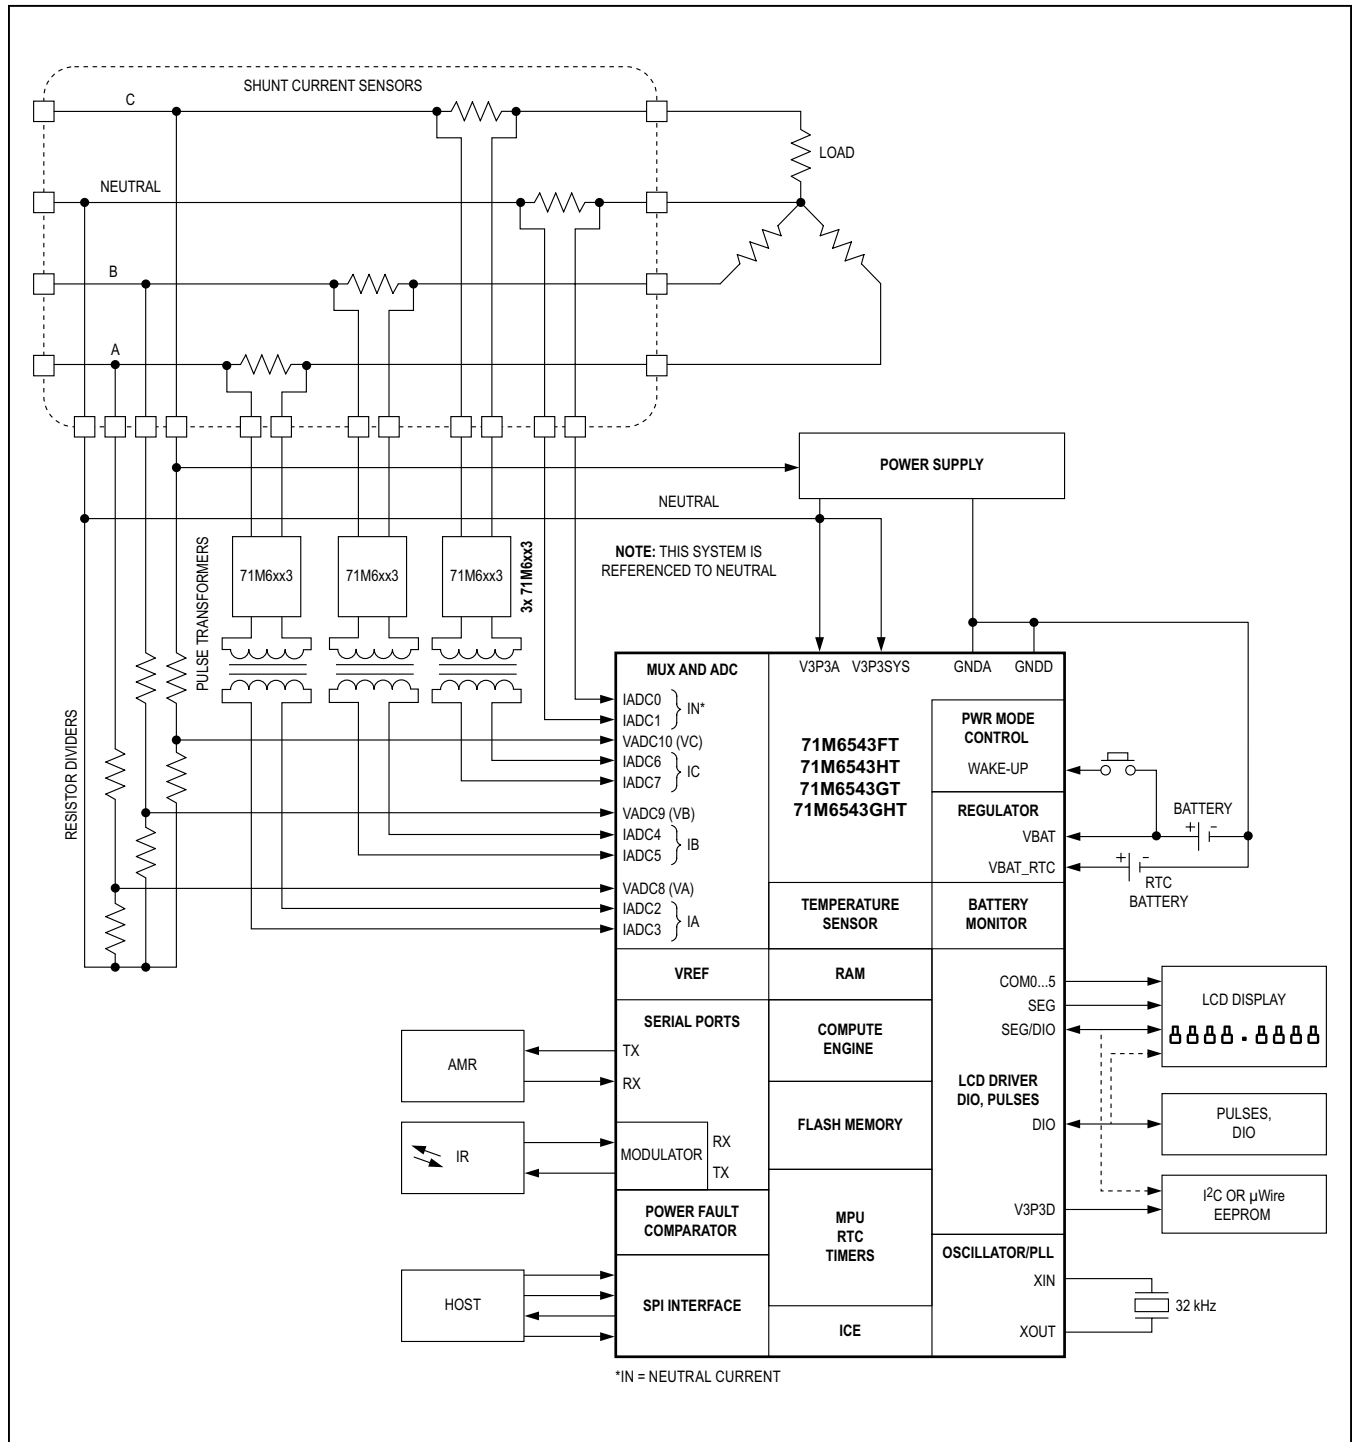 SHUNT CURRENT SENSORS
C
LOAD
NEUTRAL
B
A
POWER SUPPLY
NEUTRAL
NOTE: THIS SYSTEM IS
REFERENCED TO NEUTRAL
71M6xx3
71M6xx3
71M6xx3
3x 71M6xx3
PULSE TRANSFORMERS
RESISTOR DIVIDERS
MUX AND ADC
V3P3A
V3P3SYS
GNDA
GNDD
IADC0
IADC1
IN*
VADC10 (VC)
IADC6
IADC7
IC
VADC9 (VB)
IADC4
IADC5
IB
VADC8 (VA)
IADC2
IADC3
IA
71M6543FT
71M6543HT
71M6543GT
71M6543GHT
PWR MODE
CONTROL
WAKE-UP
REGULATOR
VBAT
VBAT_RTC
BATTERY
+ -
+ -
RTC
BATTERY
TEMPERATURE
SENSOR
BATTERY
MONITOR
VREF
RAM
COM0...5
SEG
SEG/DIO
LCD DISPLAY
8888.8888
SERIAL PORTS
TX
RX
AMR
COMPUTE
ENGINE
LCD DRIVER
DIO, PULSES
DIO
PULSES,
DIO
FLASH MEMORY
IR
MODULATOR
RX
TX
V3P3D
I2C OR µWire
EEPROM
POWER FAULT
COMPARATOR
MPU
RTC
TIMERS
OSCILLATOR/PLL
XIN
32 kHz
XOUT
HOST
SPI INTERFACE
ICE
*IN = NEUTRAL CURRENT